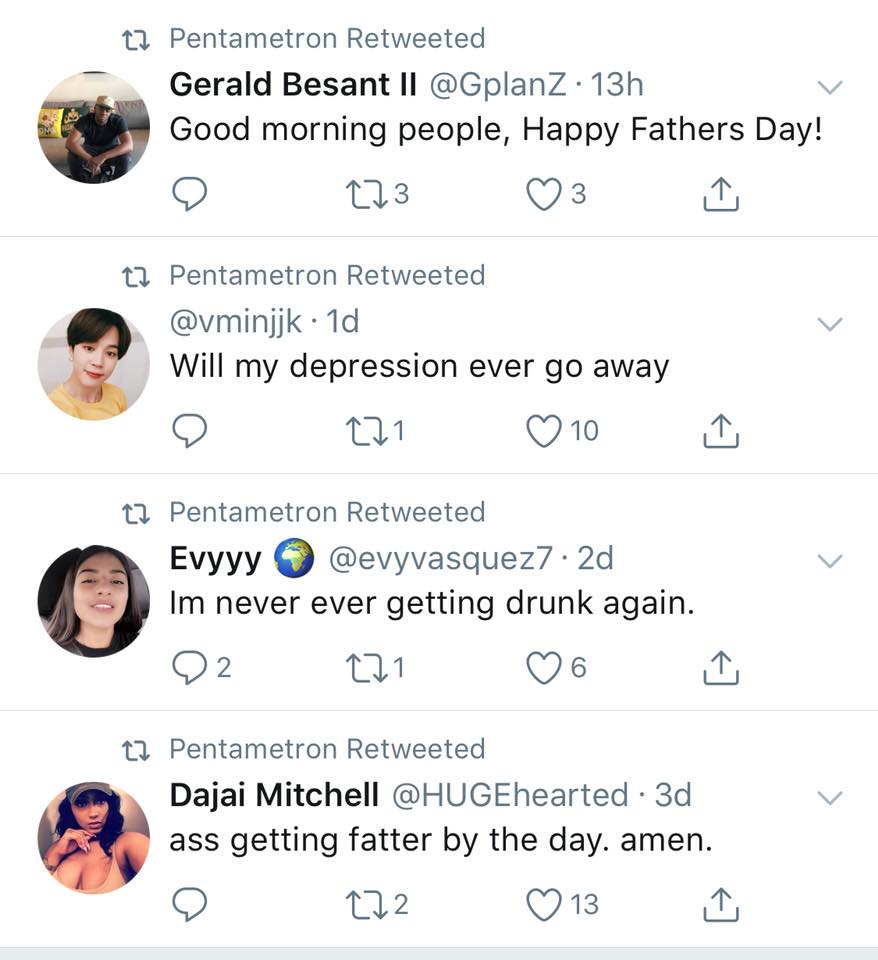 Pentametron Retweeted
Gerald Besant II @GplanZ · 13h
Good morning people, Happy Fathers Day!
3 3
Pentametron Retweeted
@vminjjk · 1d
Will my depression ever go away
1 10
Pentametron Retweeted
Evyyy 🌍 @evyvasquez7 · 2d
Im never ever getting drunk again.
2 1 6
Pentametron Retweeted
Dajai Mitchell @HUGEhearted · 3d
ass getting fatter by the day. amen.
2 13